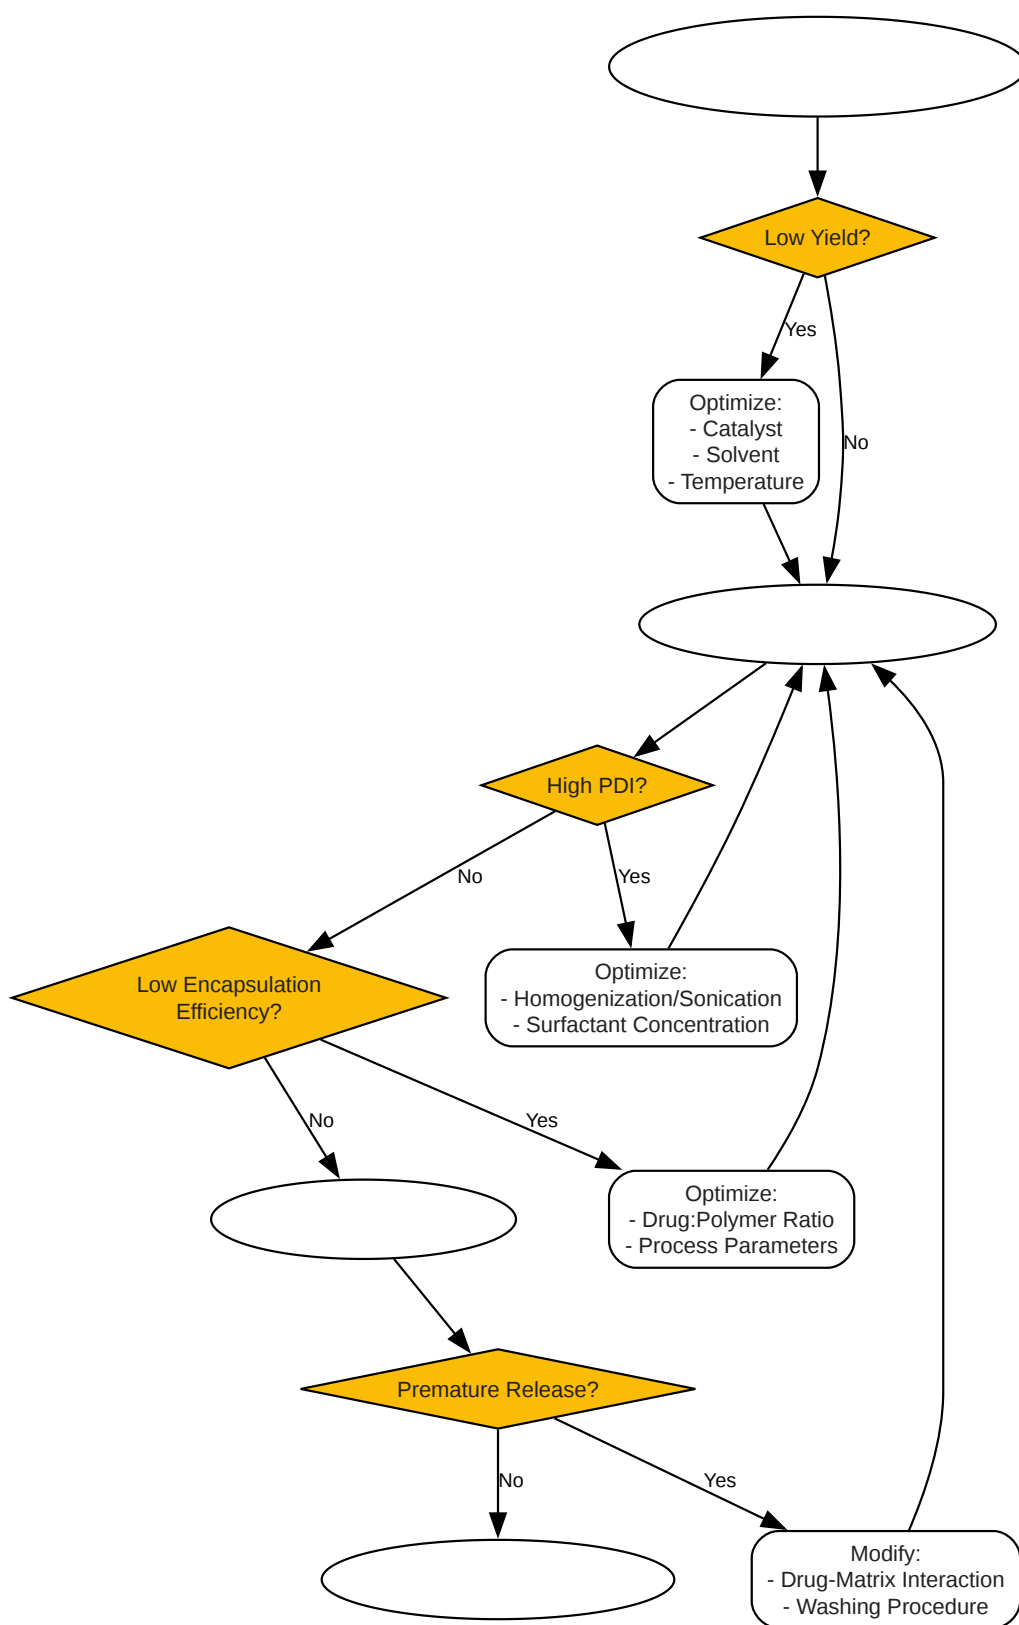 Low Yield?
Yes
Optimize:
- Catalyst
- Solvent
- Temperature
No
High PDI?
No
Yes
Low Encapsulation
Efficiency?
Optimize:
- Homogenization/Sonication
- Surfactant Concentration
No
Yes
Optimize:
- Drug:Polymer Ratio
- Process Parameters
Premature Release?
No
Yes
Modify:
- Drug-Matrix Interaction
- Washing Procedure